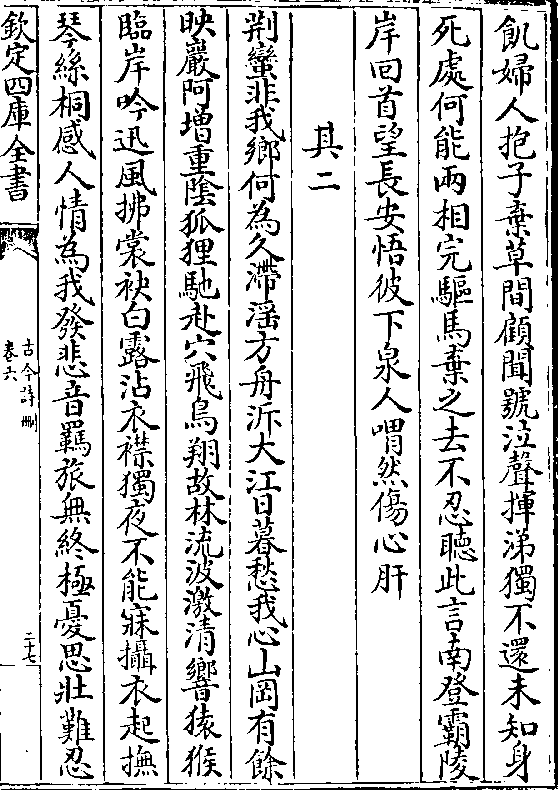 飢婦人抱子棄草間顧聞號泣聲揮涕獨不還未知身
死處何能兩相完驅馬棄之去不忍聽此言南登霸陵
岸回首望長安悟彼下泉人喟然傷心肝
其二
荆蠻非我鄉何為久滯滛方舟泝大江日暮愁我心山岡有餘
映巖阿增重陰狐狸馳赴穴飛鳥翔故林流波激清響猿猴
臨岸吟迅風拂裳袂白露沾衣襟獨夜不能寐攝衣起撫
琴絲桐感人情為我發悲音羈旅無終極憂思壯難忍
欽定四庫全書
古今詩刪
卷六
二十七